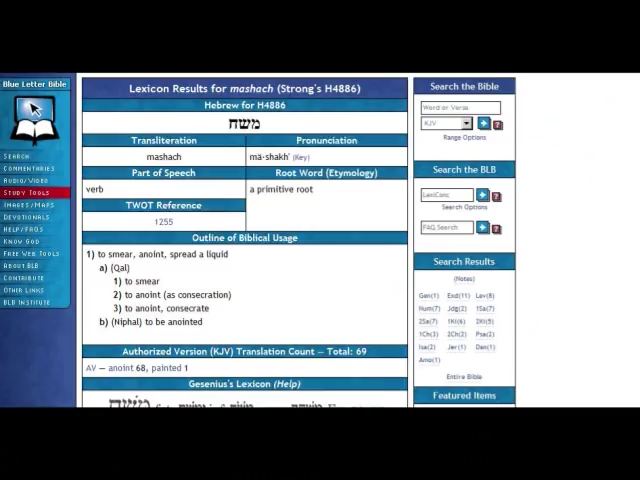 Blue Letter Bible
SEARCH
COMMENTARIES
AUDIO/VIDEO
STUDY TOOLS
IMAGES/MAPS
DEVOTIONALS
HELP/FAQS
KNOW GOD
FREE WEB TOOLS
ABOUT BLB
CONTRIBUTE
OTHER LINKS
BLB INSTITUTE
Lexicon Results for mashach (Strong's H4886)
Hebrew for H4886
משח
Transliteration
mashach
Pronunciation
mä·shakh' (Key)
Part of Speech
verb
Root Word (Etymology)
a primitive root
TWOT Reference
1255
Outline of Biblical Usage
1) to smear, anoint, spread a liquid
a) (Qal)
1) to smear
2) to anoint (as consecration)
3) to anoint, consecrate
b) (Niphal) to be anointed
Authorized Version (KJV) Translation Count — Total: 69
AV — anoint 68, painted 1
Gesenius's Lexicon (Help)
Search the Bible
Word or Verse
KJV
Range Options
Search the BLB
LexiConc
Search Options
FAQ Search
Search Results
(Notes)
Gen(1) Exd(11) Lev(8)
Num(7) Jdg(2) 1Sa(7)
2Sa(7) 1Ki(6) 2Ki(5)
1Ch(3) 2Ch(2) Psa(2)
Isa(2) Jer(1) Dan(1)
Amo(1)
Entire Bible
Featured Items